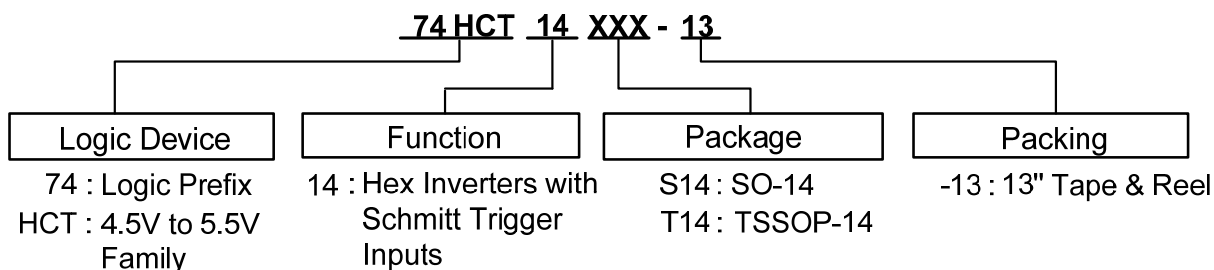 74 HCT 14 XXX - 13
Logic Device
Function
Package
Packing
74 : Logic Prefix
HCT : 4.5V to 5.5V
Family
14 : Hex Inverters with
Schmitt Trigger
Inputs
S14 : SO-14
T14 : TSSOP-14
-13 : 13" Tape & Reel